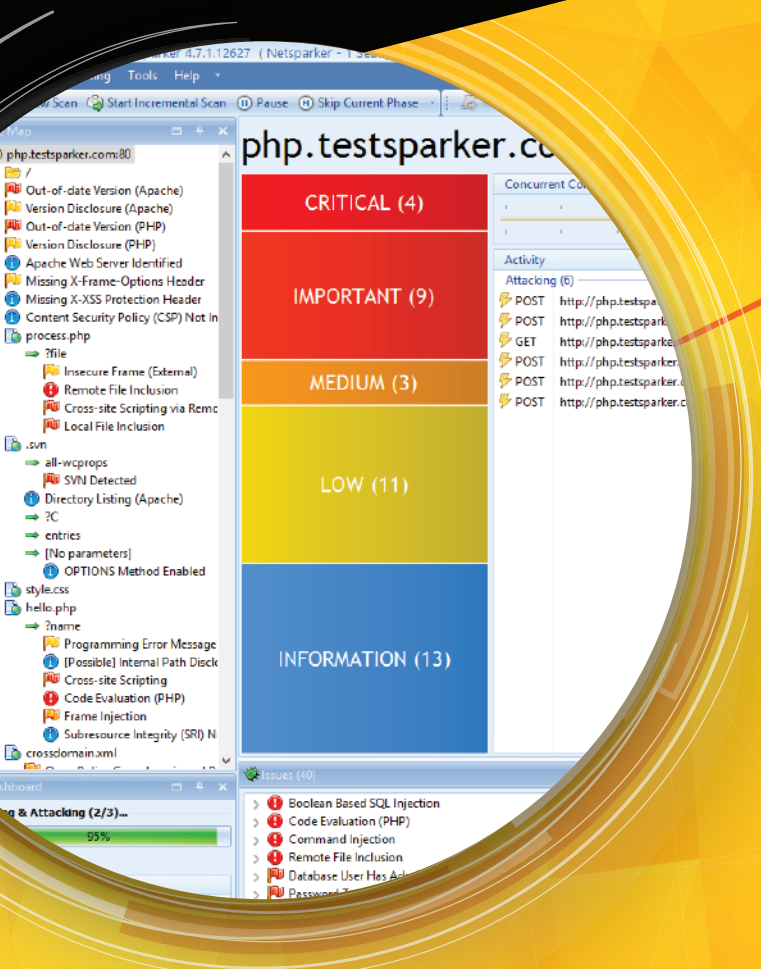 arker 4.7.1.12627 ( Netsparker - 1
Tools Help
Scan Start Incremental Scan Pause Skip Current Phase
Map
php.testsparker.com:80
/
Out-of-date Version (Apache)
Version Disclosure (Apache)
Out-of-date Version (PHP)
Version Disclosure (PHP)
Apache Web Server Identified
Missing X-Frame-Options Header
Missing X-XSS Protection Header
Content Security Policy (CSP) Not In
process.php
?file
Insecure Frame (External)
Remote File Inclusion
Cross-site Scripting via Remo
Local File Inclusion
.svn
all-wcprops
SVN Detected
Directory Listing (Apache)
?C
entries
[No parameters]
OPTIONS Method Enabled
style.css
hello.php
?name
Programming Error Message
[Possible] Internal Path Discl
Cross-site Scripting
Code Evaluation (PHP)
Frame Injection
Subresource Integrity (SRI) N
crossdomain.xml
shboard
g & Attacking (2/3)...
95%
php.testsparker.co
CRITICAL (4)
IMPORTANT (9)
MEDIUM (3)
LOW (11)
INFORMATION (13)
Concurrent Co
Activity
Attacking (6)
POST http://php.testspa
POST http://php.testspark
GET http://php.testsparke
POST http://php.testsparker.
POST http://php.testsparker.c
POST http://php.testsparker.c
Issues (40)
Boolean Based SQL Injection
Code Evaluation (PHP)
Command Injection
Remote File Inclusion
Database User Has Ad
Password T